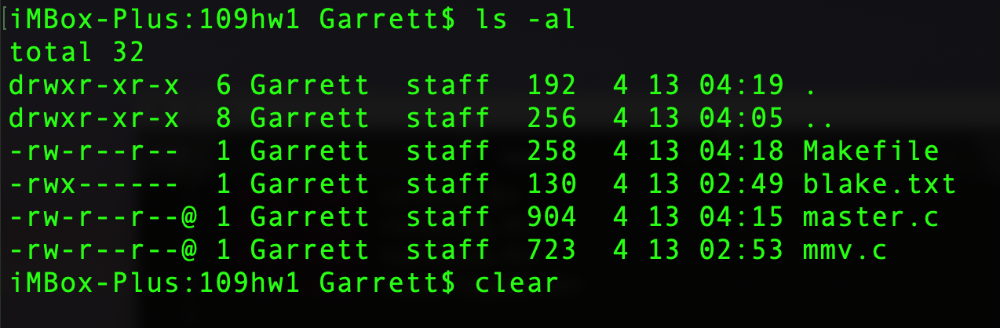 [iMBox-Plus:109hw1 Garrett$ ls -al
total 32
drwxr-xr-x  6 Garrett  staff  192  4 13 04:19 .
drwxr-xr-x  8 Garrett  staff  256  4 13 04:05 ..
-rw-r--r--  1 Garrett  staff  258  4 13 04:18 Makefile
-rwx------  1 Garrett  staff  130  4 13 02:49 blake.txt
-rw-r--r--@ 1 Garrett  staff  904  4 13 04:15 master.c
-rw-r--r--@ 1 Garrett  staff  723  4 13 02:53 mmv.c
iMBox-Plus:109hw1 Garrett$ clear